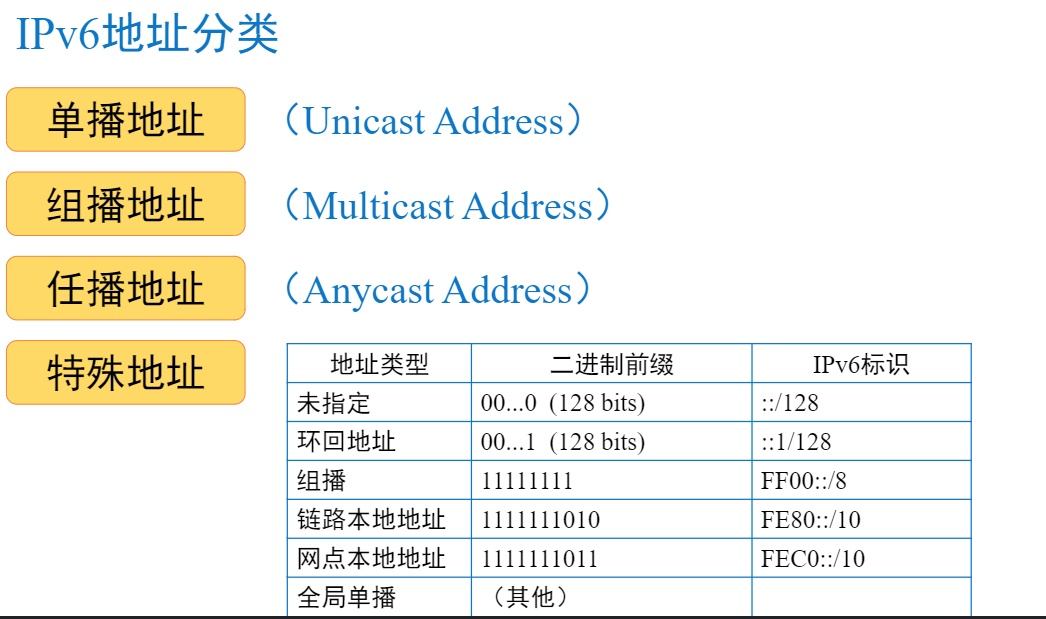 IPv6地址分类
单播地址 （Unicast Address）
组播地址 （Multicast Address）
任播地址 （Anycast Address）
特殊地址
地址类型 二进制前缀 IPv6标识
未指定 00...0 (128 bits) ::/128
环回地址 00...1 (128 bits) ::1/128
组播 11111111 FF00::/8
链路本地地址 1111111010 FE80::/10
网点本地地址 1111111011 FEC0::/10
全局单播 （其他）